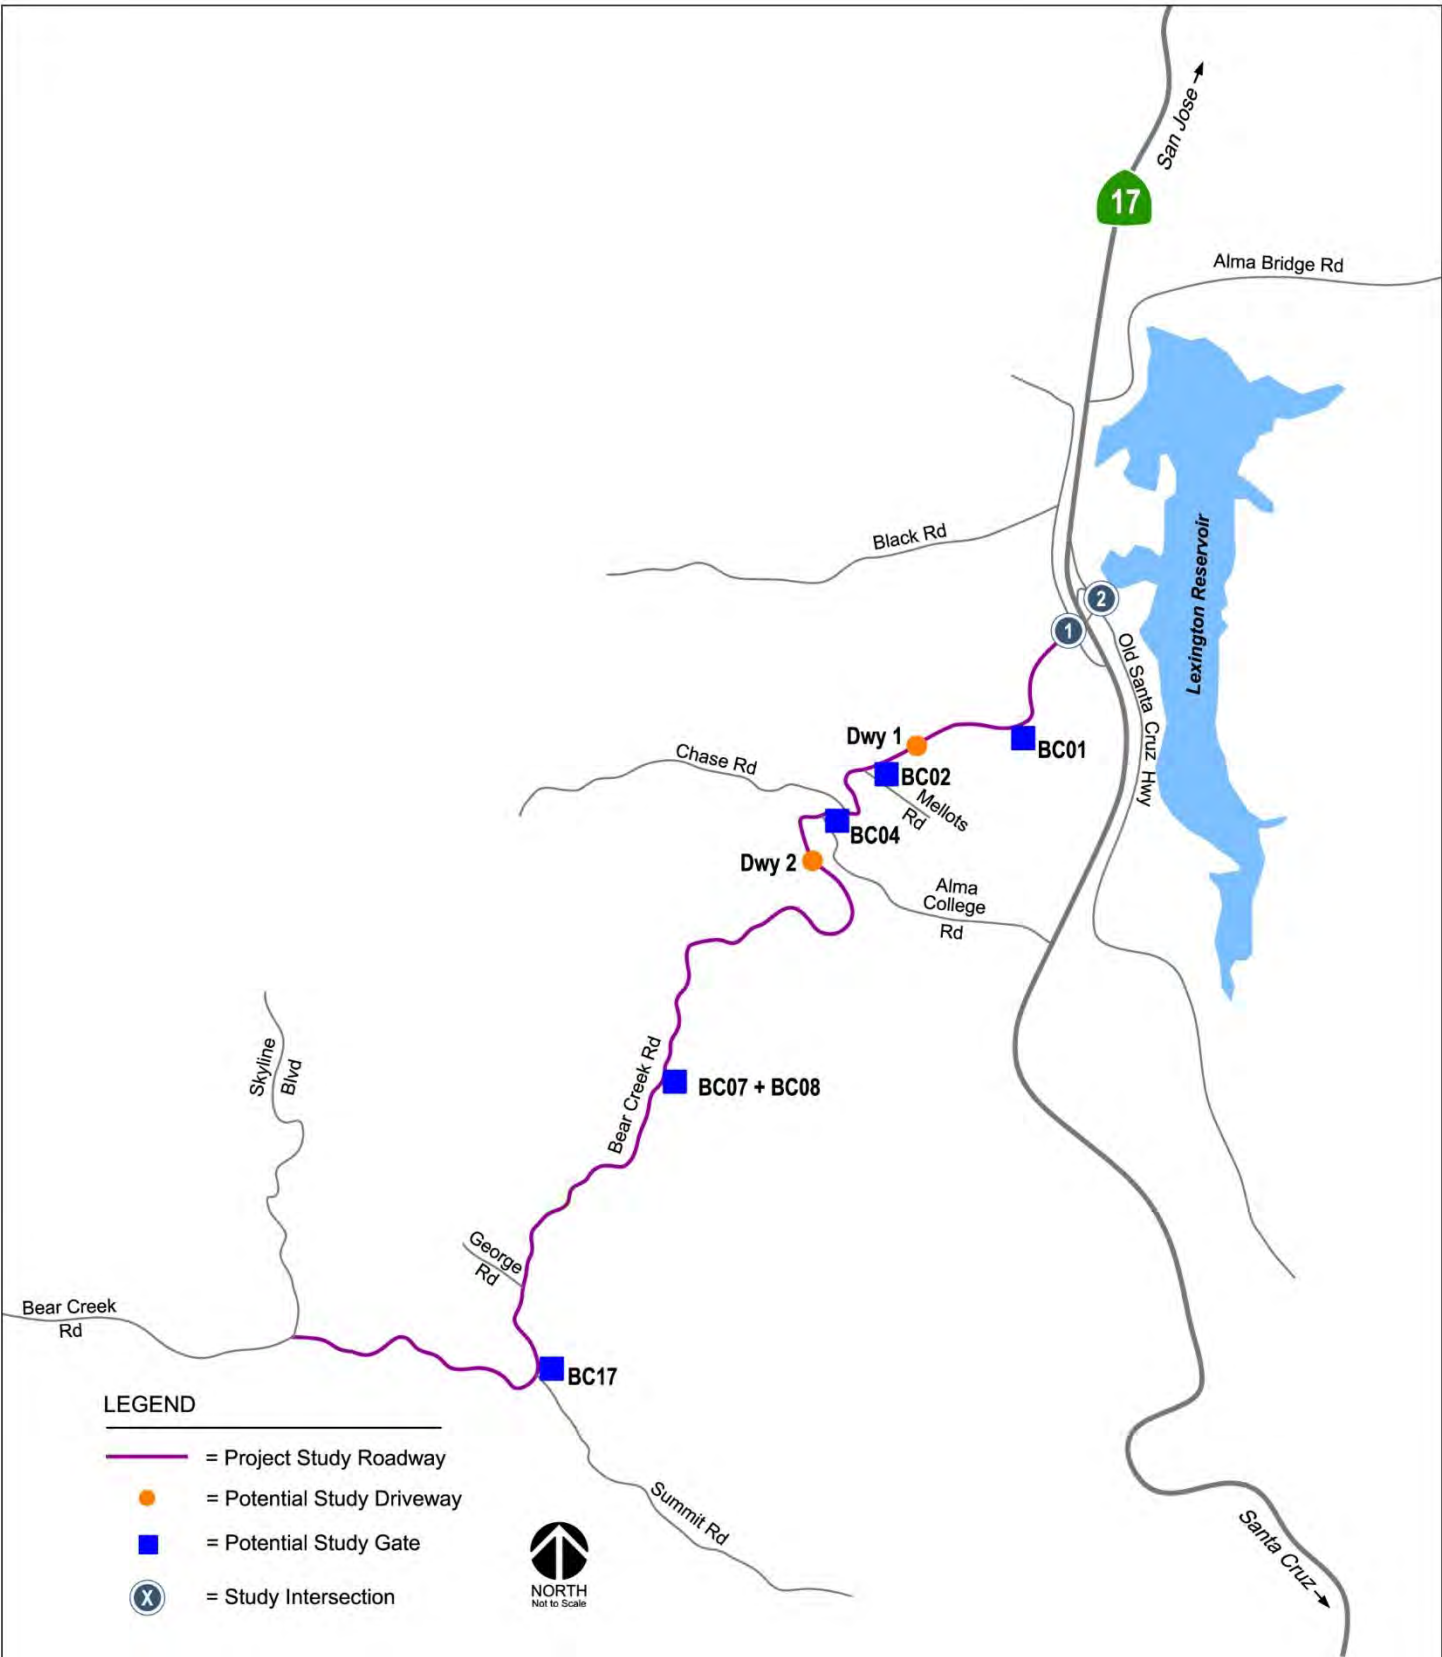 San Jose →
17
Alma Bridge Rd
Black Rd
Lexington Reservoir
2
1
Old Santa Cruz Hwy
Dwy 1
BC01
Chase Rd
BC02
Mellots
Rd
BC04
Dwy 2
Alma
College
Rd
Skyline
Blvd
Bear Creek Rd
BC07 + BC08
George
Rd
Bear Creek
Rd
BC17
LEGEND
= Project Study Roadway
= Potential Study Driveway
= Potential Study Gate
X = Study Intersection
Summit Rd
NORTH
Not to Scale
Santa Cruz →